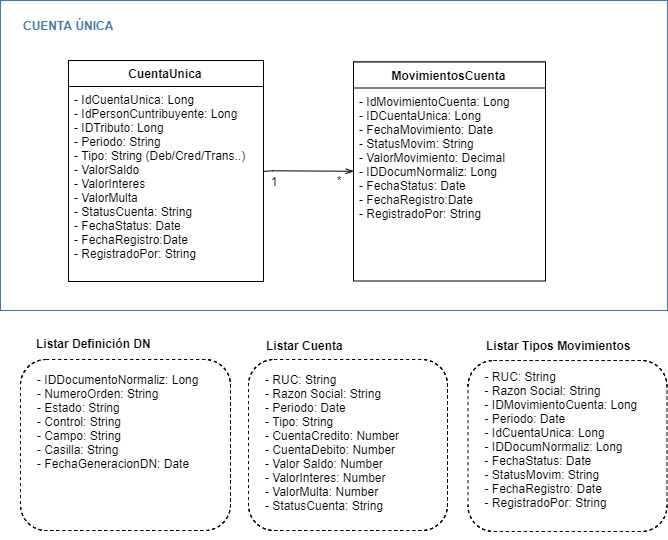 CUENTA ÚNICA
CuentaUnica
- IdCuentaUnica: Long
- IdPersonCuntribuyente: Long
- IDTributo: Long
- Periodo: String
- Tipo: String (Deb/Cred/Trans..)
- ValorSaldo
- ValorInteres
- ValorMulta
- StatusCuenta: String
- FechaStatus: Date
- FechaRegistro:Date
- RegistradoPor: String
1
*
MovimientosCuenta
- IdMovimientoCuenta: Long
- IDCuentaUnica: Long
- FechaMovimiento: Date
- StatusMovim: String
- ValorMovimiento: Decimal
- IDDocumNormaliz: Long
- FechaStatus: Date
- FechaRegistro:Date
- RegistradoPor: String
Listar Definición DN
- IDDocumentoNormaliz: Long
- NumeroOrden: String
- Estado: String
- Control: String
- Campo: String
- Casilla: String
- FechaGeneracionDN: Date
Listar Cuenta
- RUC: String
- Razon Social: String
- Periodo: Date
- Tipo: String
- CuentaCredito: Number
- CuentaDebito: Number
- Valor Saldo: Number
- ValorInteres: Number
- ValorMulta: Number
- StatusCuenta: String
Listar Tipos Movimientos
- RUC: String
- Razon Social: String
- IDMovimientoCuenta: Long
- Periodo: Date
- IdCuentaUnica: Long
- IDDocumNormaliz: Long
- FechaStatus: Date
- StatusMovim: String
- FechaRegistro: Date
- RegistradoPor: String